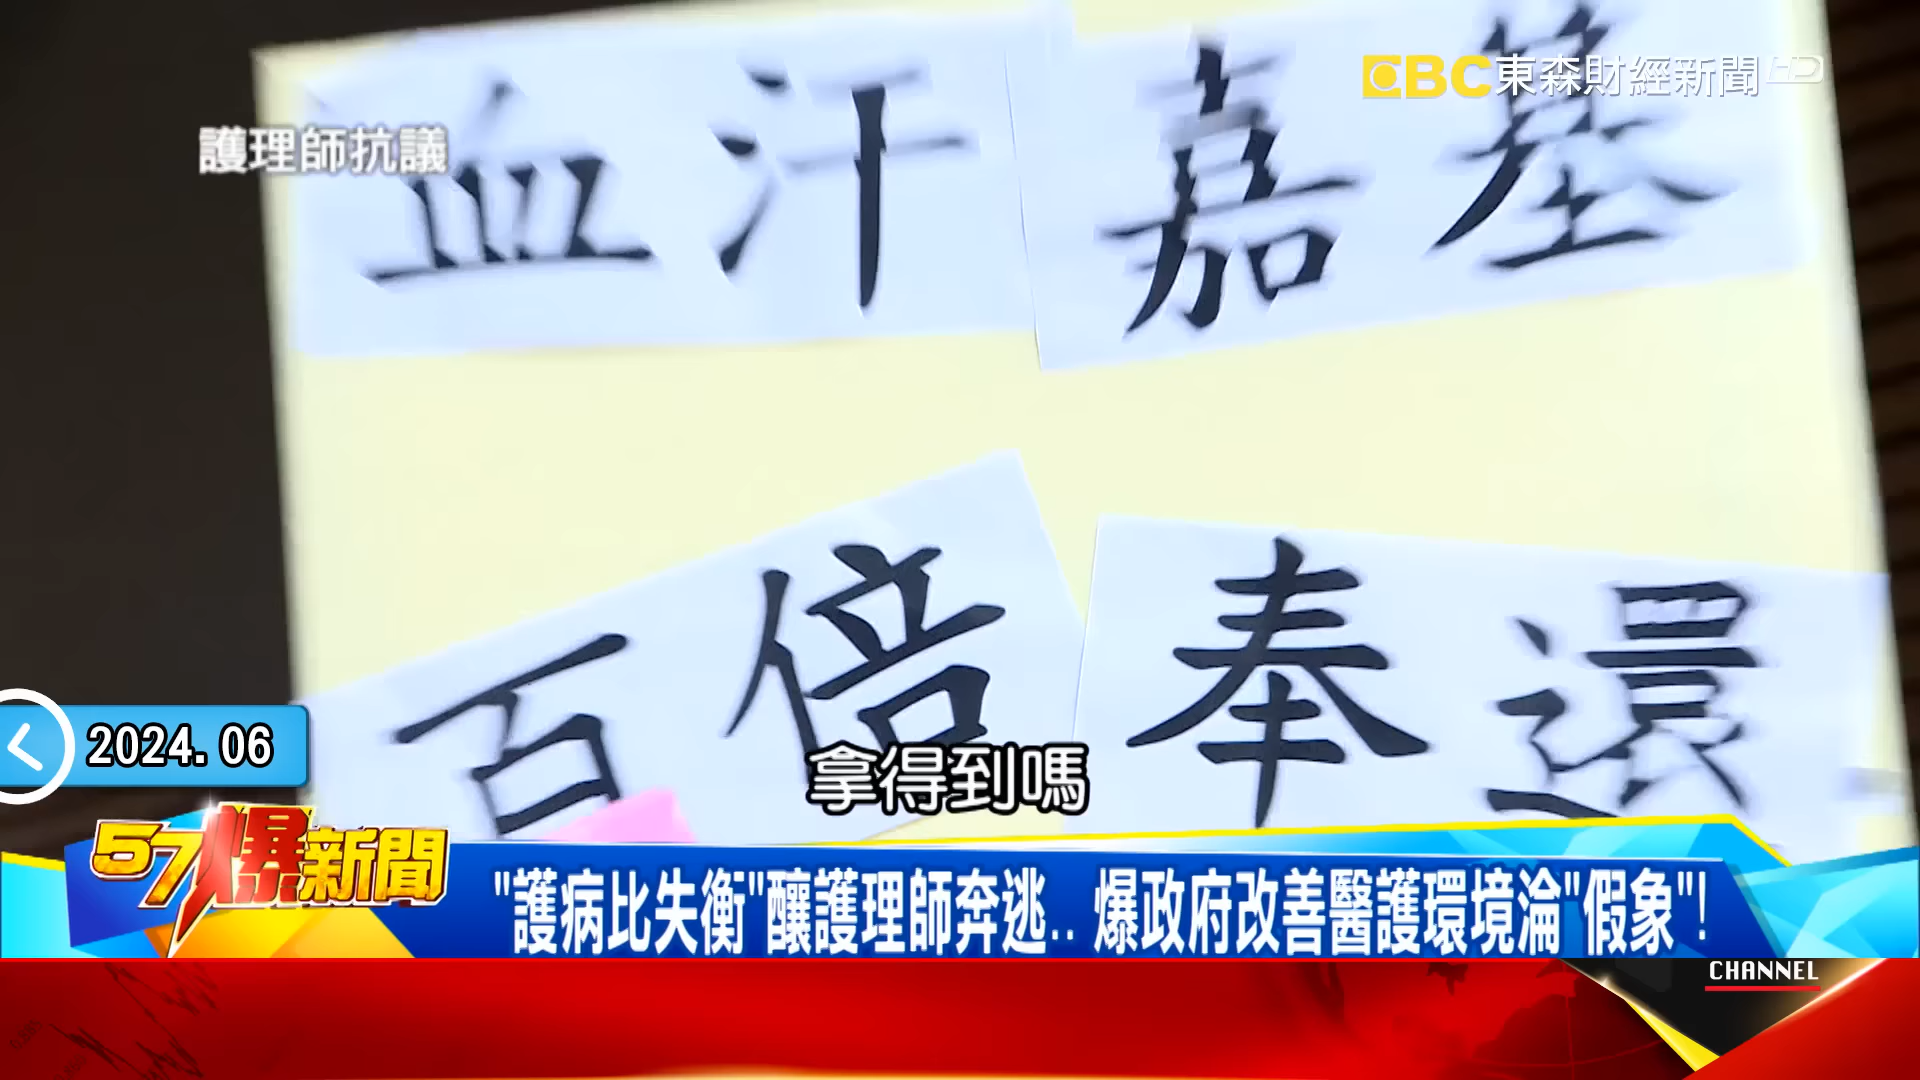 EBC東森財經新聞HD
護理師抗議
血汗嘉基
百倍奉還
拿得到嗎
2024.06
57爆新聞
"護病比失衡"釀護理師奔逃.. 爆政府改善醫護環境淪"假象"!
CHANNEL